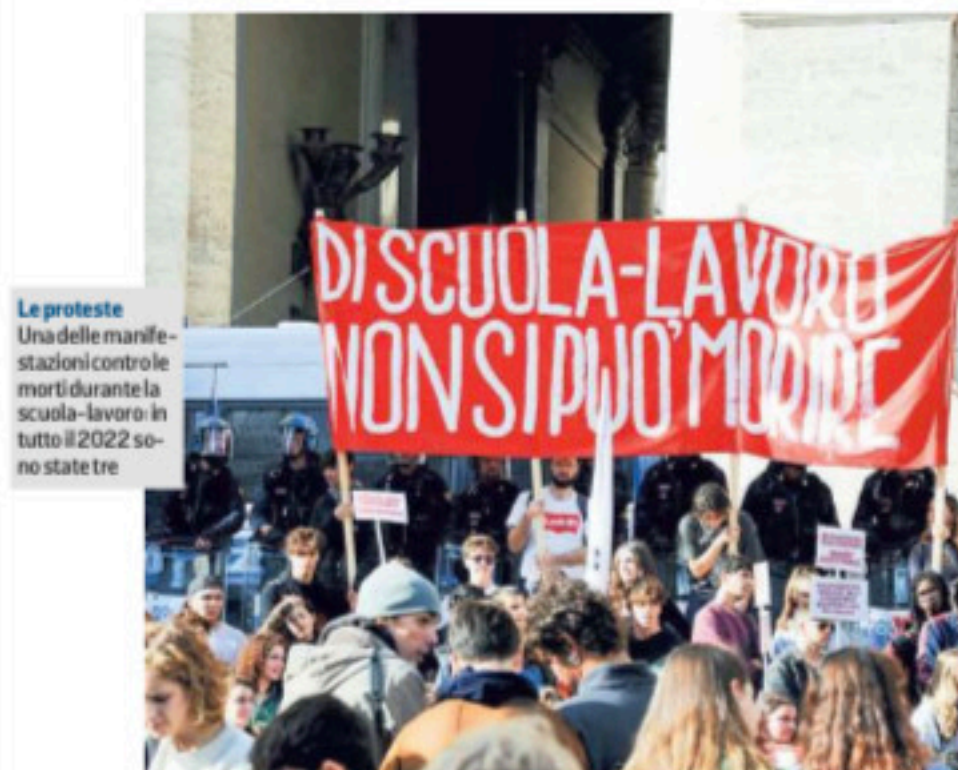 Le proteste
Una delle manife-
stazioni contro le
morti durante la
scuola-lavoro: in
tutto il 2022 so-
no state tre
DI SCUOLA-LAVORO
NON SI PUO' MORIRE